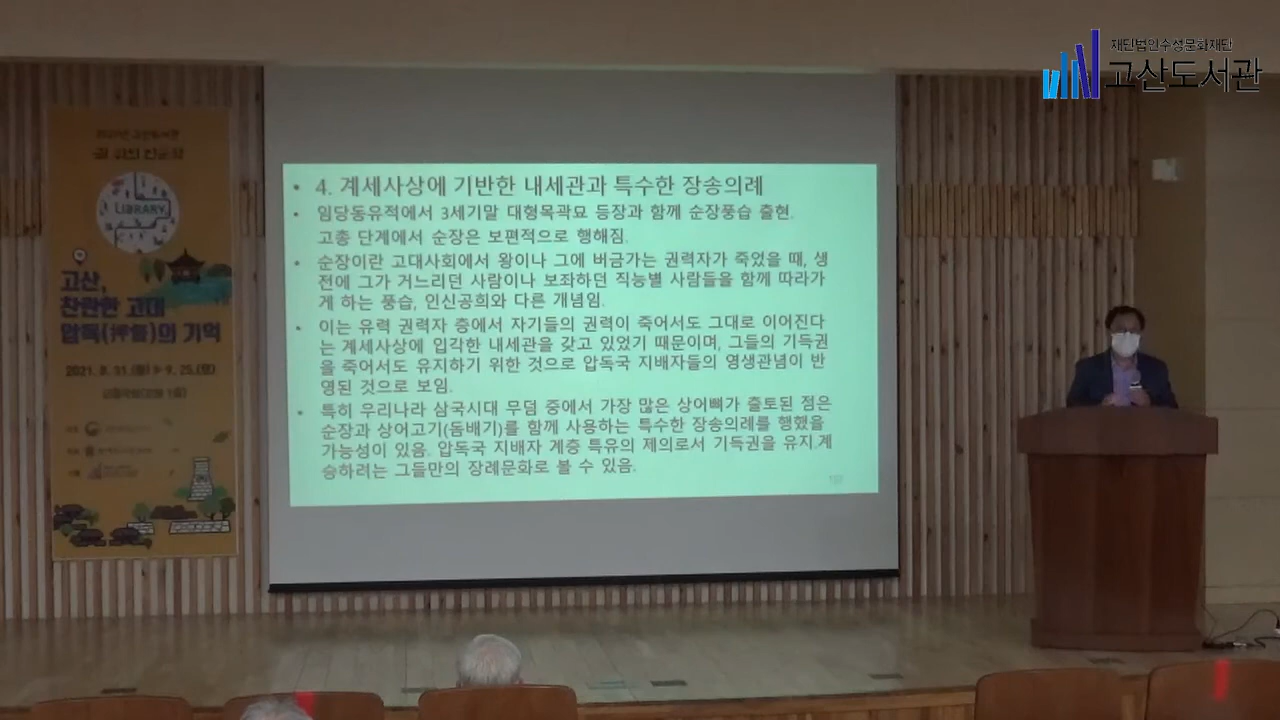 재단법인수성문화재단
고산도서관
LIBRARY
고산,
찬란한 고대
압독(押督)의 기억
2021. 8. 31.(화) ~ 9. 25.(토)
• 4. 계세사상에 기반한 내세관과 특수한 장송의례
• 임당동유적에서 3세기말 대형목곽묘 등장과 함께 순장풍습 출현.
고총 단계에서 순장은 보편적으로 행해짐.
• 순장이란 고대사회에서 왕이나 그에 버금가는 권력자가 죽었을 때, 생
전에 그가 거느리던 사람이나 보좌하던 직능별 사람들을 함께 따라가
게 하는 풍습, 인신공희와 다른 개념임.
• 이는 유력 권력자 층에서 자기들의 권력이 죽어서도 그대로 이어진다
는 계세사상에 입각한 내세관을 갖고 있었기 때문이며, 그들의 기득권
을 죽어서도 유지하기 위한 것으로 압독국 지배자들의 영생관념이 반
영된 것으로 보임.
• 특히 우리나라 삼국시대 무덤 중에서 가장 많은 상어뼈가 출토된 점은
순장과 상어고기(돔배기)를 함께 사용하는 특수한 장송의례를 행했을
가능성이 있음. 압독국 지배자 계층 특유의 제의로서 기득권을 유지.계
승하려는 그들만의 장례문화로 볼 수 있음.